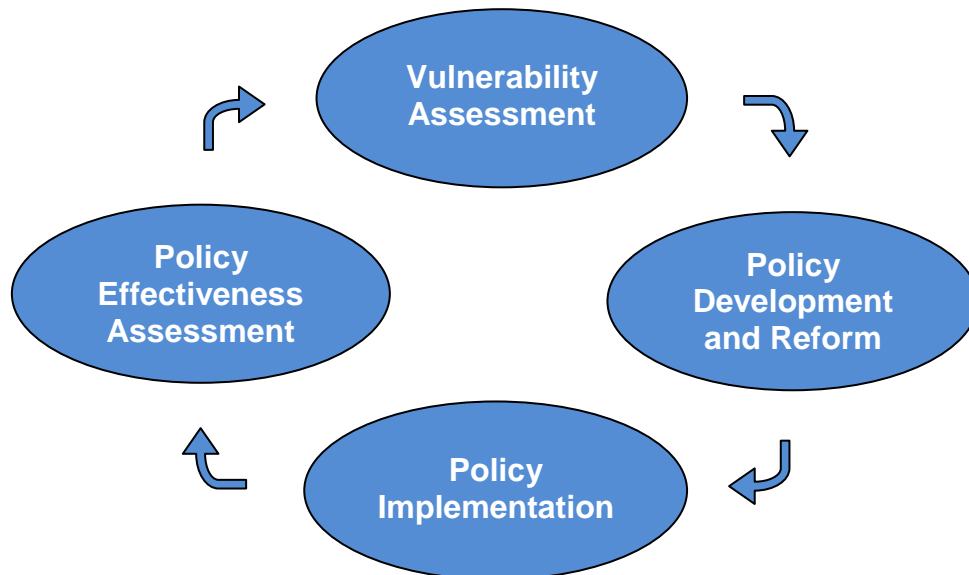 Vulnerability
Assessment
Policy
Development
and Reform
Policy
Implementation
Policy
Effectiveness
Assessment